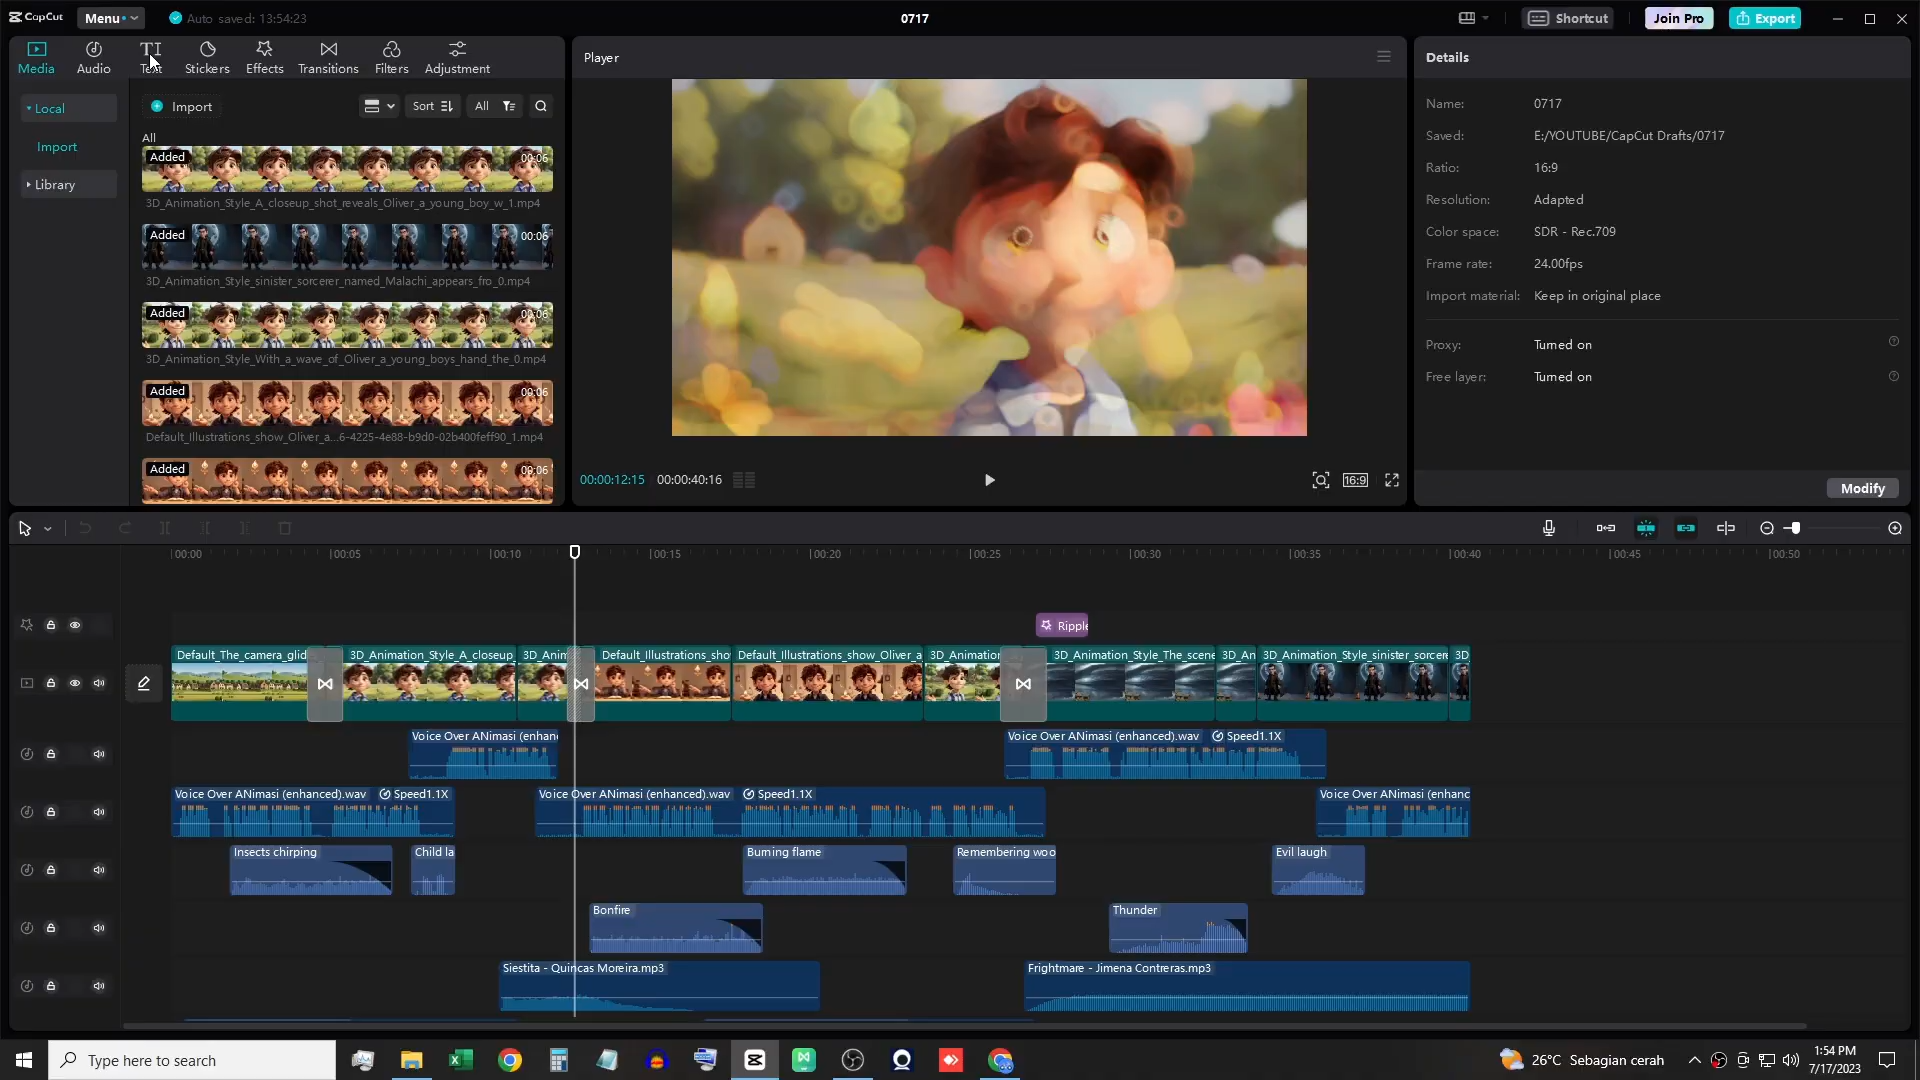 CapCut
Menu
Auto saved: 13:54:23
0717
Shortcut
Join Pro
Export
Media
Audio
Text
Stickers
Effects
Transitions
Filters
Adjustment
Local
Import
Library
Import
Sort
All
All
Added
00:06
3D_Animation_Style_A_closeup_shot_reveals_Oliver_a_young_boy_w_1.mp4
Added
00:06
3D_Animation_Style_sinister_sorcerer_named_Malachi_appears_fro_0.mp4
Added
00:06
3D_Animation_Style_With_a_wave_of_Oliver_a_young_boys_hand_the_0.mp4
Added
00:06
Default_Illustrations_show_Oliver_a...6-4225-4e88-b9d0-02b400feff90_1.mp4
Added
00:06
Player
00:00:12:15
00:00:40:16
16:9
Details
Name: 0717
Saved: E:/YOUTUBE/CapCut Drafts/0717
Ratio: 16:9
Resolution: Adapted
Color space: SDR - Rec.709
Frame rate: 24.00fps
Import material: Keep in original place
Proxy: Turned on
Free layer: Turned on
Modify
00:00 00:05 00:10 00:15 00:20 00:25 00:30 00:35 00:40 00:45 00:50
Ripple
Default_The_camera_glid 3D_Animation_Style_A_closeup 3D_Anim Default_Illustrations_sho Default_Illustrations_show_Oliver_a 3D_Animation 3D_Animation_Style_The_scene 3D_An 3D_Animation_Style_sinister_sorcere 3D
Voice Over ANimasi (enhan Voice Over ANimasi (enhanced).wav Speed1.1X
Voice Over ANimasi (enhanced).wav Speed1.1X Voice Over ANimasi (enhanced).wav Speed1.1X Voice Over ANimasi (enhanc
Insects chirping Child la Burning flame Remembering woo Evil laugh
Bonfire Thunder
Siestita - Quincas Moreira.mp3 Frightmare - Jimena Contreras.mp3
Type here to search
26°C Sebagian cerah
1:54 PM
7/17/2023